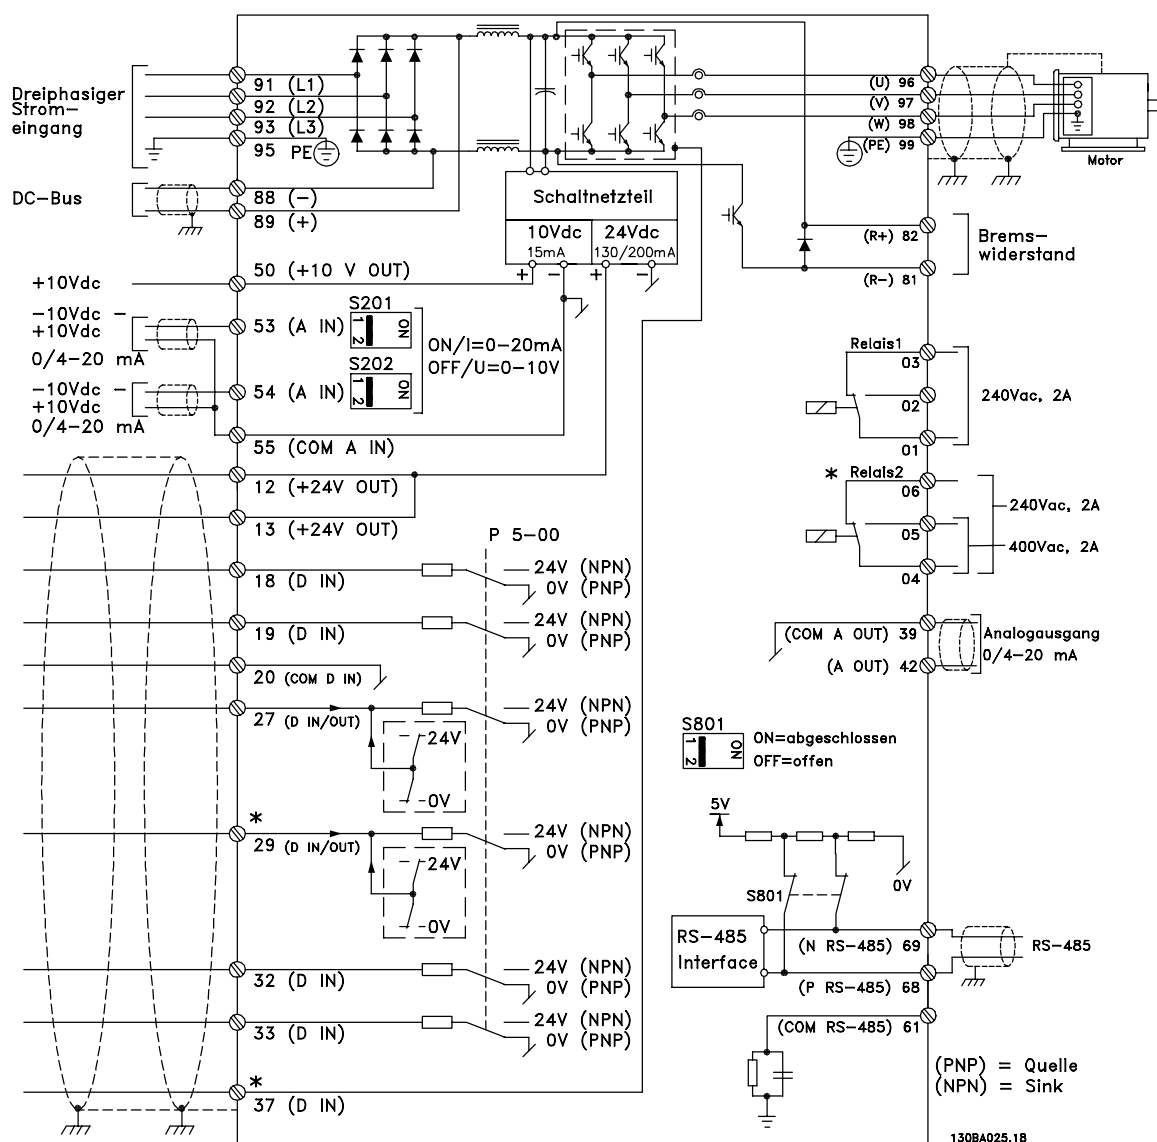 Dreiphasiger
Strom-
eingang
91 (L1)
92 (L2)
93 (L3)
95 PE
DC-Bus
88 (-)
89 (+)
Schaltnetzteil
10Vdc
15mA
24Vdc
130/200mA
+ - + -
+10Vdc
50 (+10 V OUT)
-10Vdc -
+10Vdc
0/4-20 mA
53 (A IN)
S201
1 2 ON
ON/I=0-20mA
OFF/U=0-10V
-10Vdc -
+10Vdc
0/4-20 mA
54 (A IN)
S202
1 2 ON
55 (COM A IN)
12 (+24V OUT)
13 (+24V OUT)
P 5-00
18 (D IN)
24V (NPN)
0V (PNP)
19 (D IN)
24V (NPN)
0V (PNP)
20 (COM D IN)
27 (D IN/OUT)
24V (NPN)
0V (PNP)
24V
0V
*
29 (D IN/OUT)
24V (NPN)
0V (PNP)
24V
0V
32 (D IN)
24V (NPN)
0V (PNP)
33 (D IN)
24V (NPN)
0V (PNP)
*
37 (D IN)
(U) 96
(V) 97
(W) 98
(PE) 99
Motor
(R+) 82
(R-) 81
Brems-
widerstand
Relais1
03
02
01
240Vac, 2A
* Relais2
06
05
04
240Vac, 2A
400Vac, 2A
(COM A OUT) 39
(A OUT) 42
Analogausgang
0/4-20 mA
S801
1 2 ON
ON=abgeschlossen
OFF=offen
5V
0V
S801
RS-485
Interface
(N RS-485) 69
(P RS-485) 68
RS-485
(COM RS-485) 61
(PNP) = Quelle
(NPN) = Sink
130BA025.18